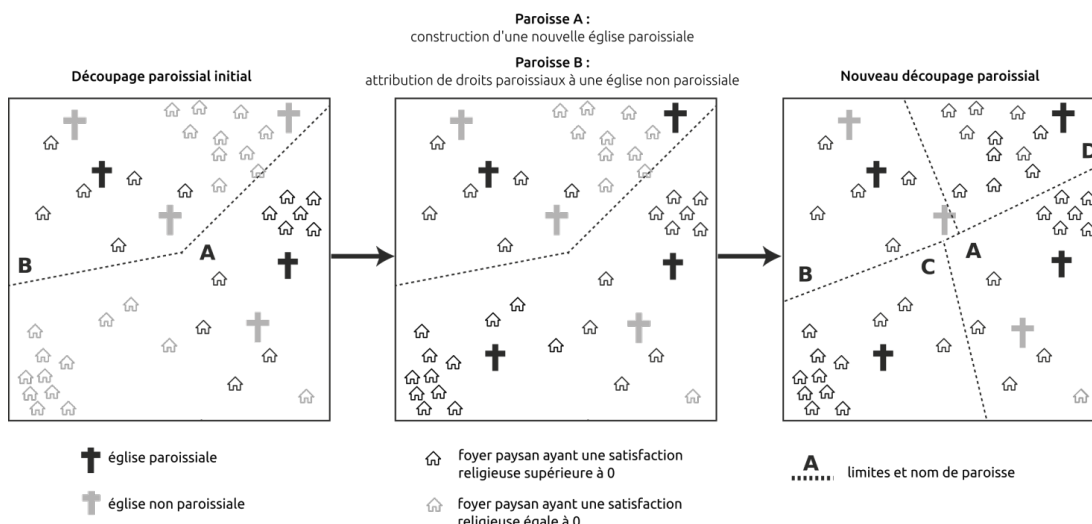 Paroisse A :
construction d'une nouvelle église paroissiale
Paroisse B :
attribution de droits paroissiaux à une église non paroissiale
Découpage paroissial initial
Nouveau découpage paroissial
B
A
D
B
C
A
église paroissiale
église non paroissiale
foyer paysan ayant une satisfaction
religieuse supérieure à 0
foyer paysan ayant une satisfaction
religieuse égale à 0
A
limites et nom de paroisse